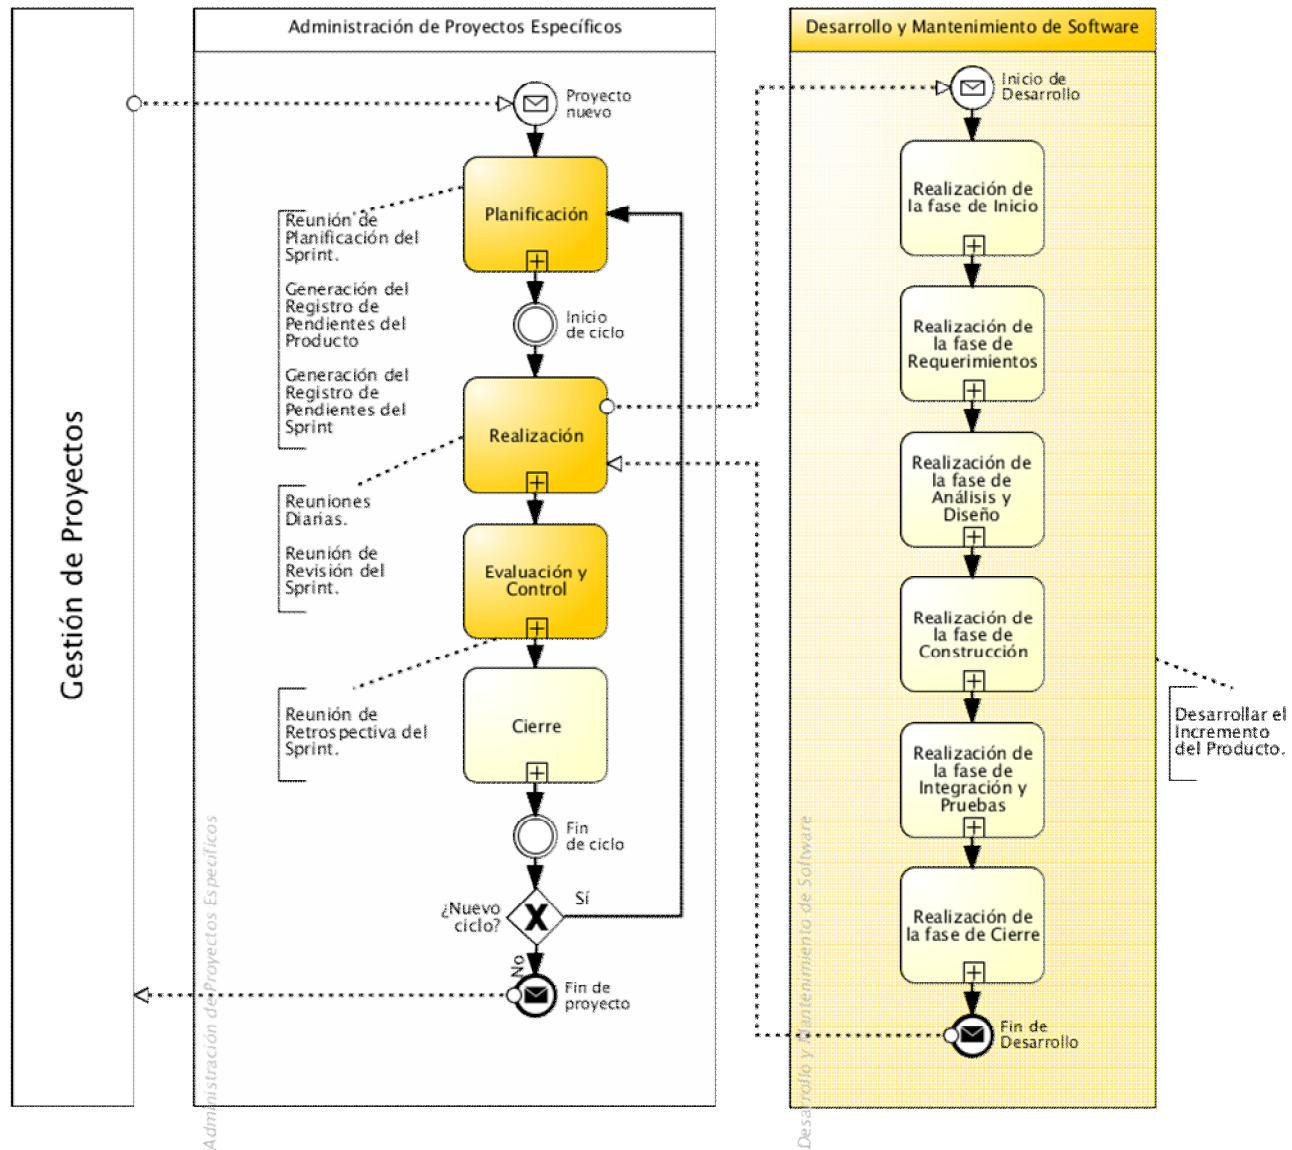 Gestión de Proyectos
Administración de Proyectos Específicos
Proyecto
nuevo
Planificación
Reunión de
Planificación del
Sprint.
Generación del
Registro de
Pendientes del
Producto
Generación del
Registro de
Pendientes del
Sprint
Inicio
de ciclo
Realización
Reuniones
Diarias.
Reunión de
Revisión del
Sprint.
Evaluación y
Control
Reunión de
Retrospectiva del
Sprint.
Cierre
Fin
de ciclo
¿Nuevo
ciclo?
Sí
No
Fin de
proyecto
Administración de Proyectos Específicos
Desarrollo y Mantenimiento de Software
Inicio de
Desarrollo
Realización de
la fase de Inicio
Realización de
la fase de
Requerimientos
Realización de
la fase de
Análisis y
Diseño
Realización de
la fase de
Construcción
Realización de
la fase de
Integración y
Pruebas
Realización de
la fase de Cierre
Fin de
Desarrollo
Desarrollo y Mantenimiento de Software
Desarrollar el
Incremento
del Producto.